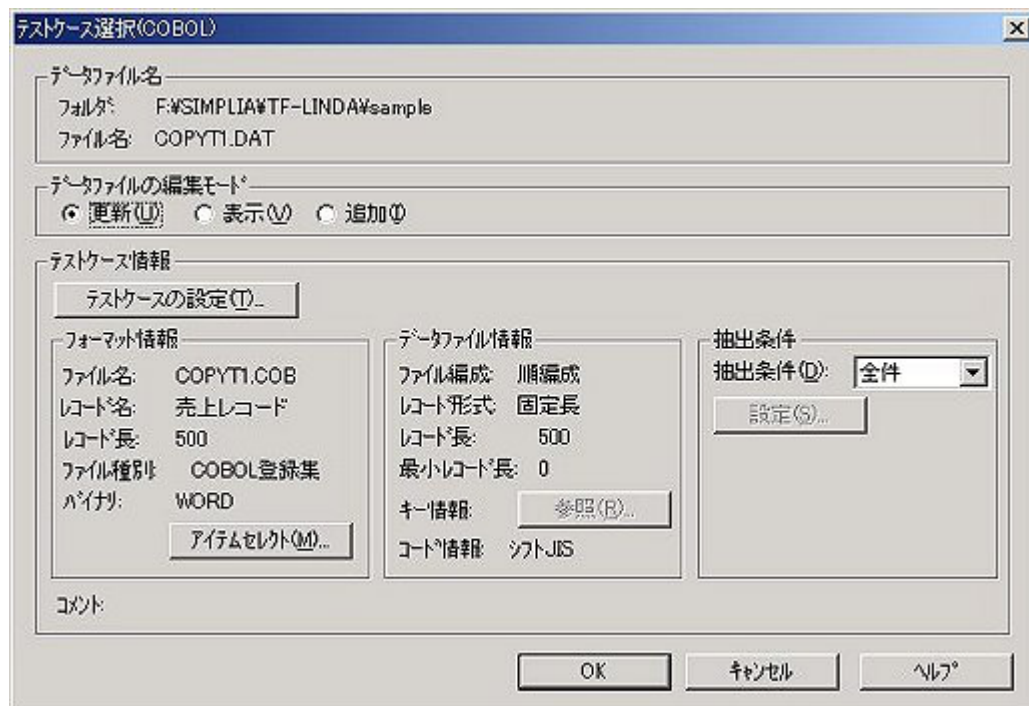 テストケース選択(COBOL)
ﾃﾞｰﾀﾌｧｲﾙ名
ﾌｫﾙﾀﾞ: F:¥SIMPLIA¥TF-LINDA¥sample
ﾌｧｲﾙ名: COPYT1.DAT
ﾃﾞｰﾀﾌｧｲﾙの編集ﾓｰﾄﾞ
更新(U) 表示(V) 追加(I)
テストケース情報
テストケースの設定(T)...
フォーマット情報
ファイル名: COPYT1.COB
ﾚｺｰﾄﾞ名: 売上レコード
ﾚｺｰﾄﾞ長: 500
ファイル種別: COBOL登録集
ﾊﾞｲﾅﾘ: WORD
アイテムセレクト(M)...
ﾃﾞｰﾀﾌｧｲﾙ情報
ファイル編成: 順編成
ﾚｺｰﾄﾞ形式: 固定長
ﾚｺｰﾄﾞ長: 500
最小ﾚｺｰﾄﾞ長: 0
キー情報: 参照(R)...
ｺｰﾄﾞ情報: シフトJIS
抽出条件
抽出条件(D): 全件
設定(S)...
コメント:
OK ｷｬﾝｾﾙ ﾍﾙﾌﾟ